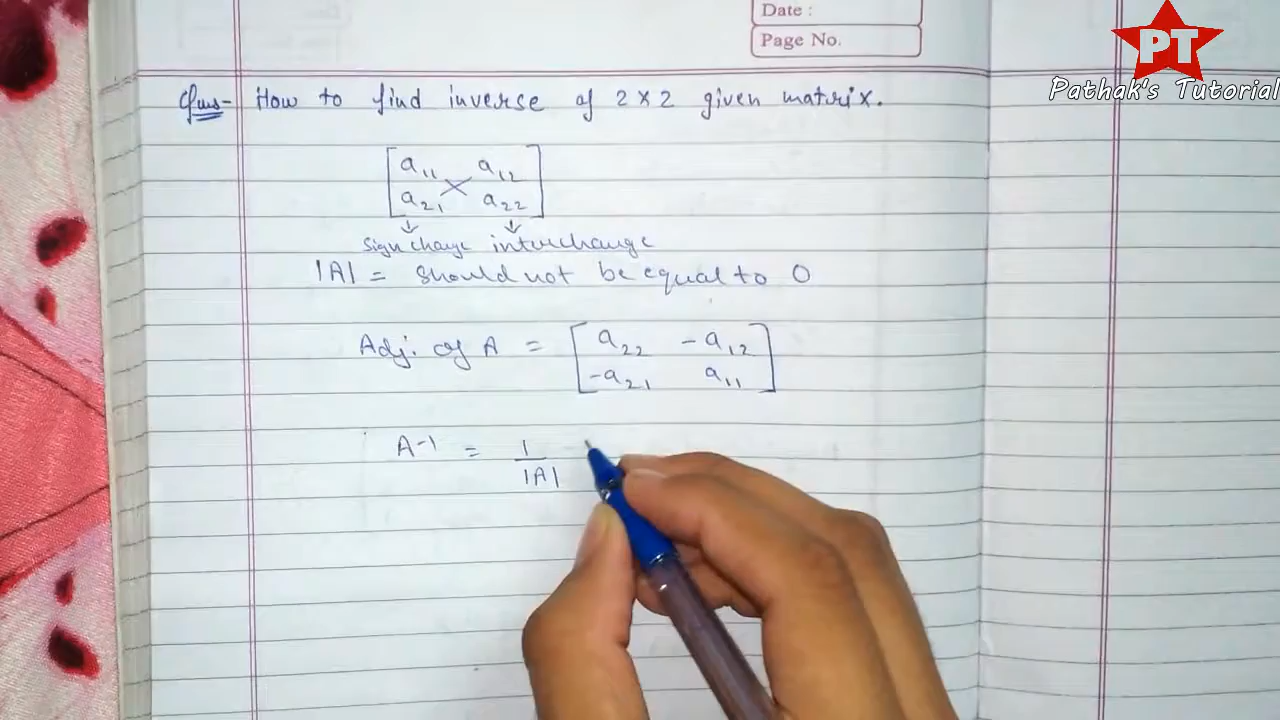 Date :
Page No.
PT
Pathak's Tutorial
Ques- How to find inverse of 2×2 given matrix.
[a₁₁ a₁₂
a₂₁ a₂₂]
Sign change interchange
|A| = should not be equal to 0
Adj. of A = [a₂₂ -a₁₂
-a₂₁ a₁₁]
A-1 = 1
|A|